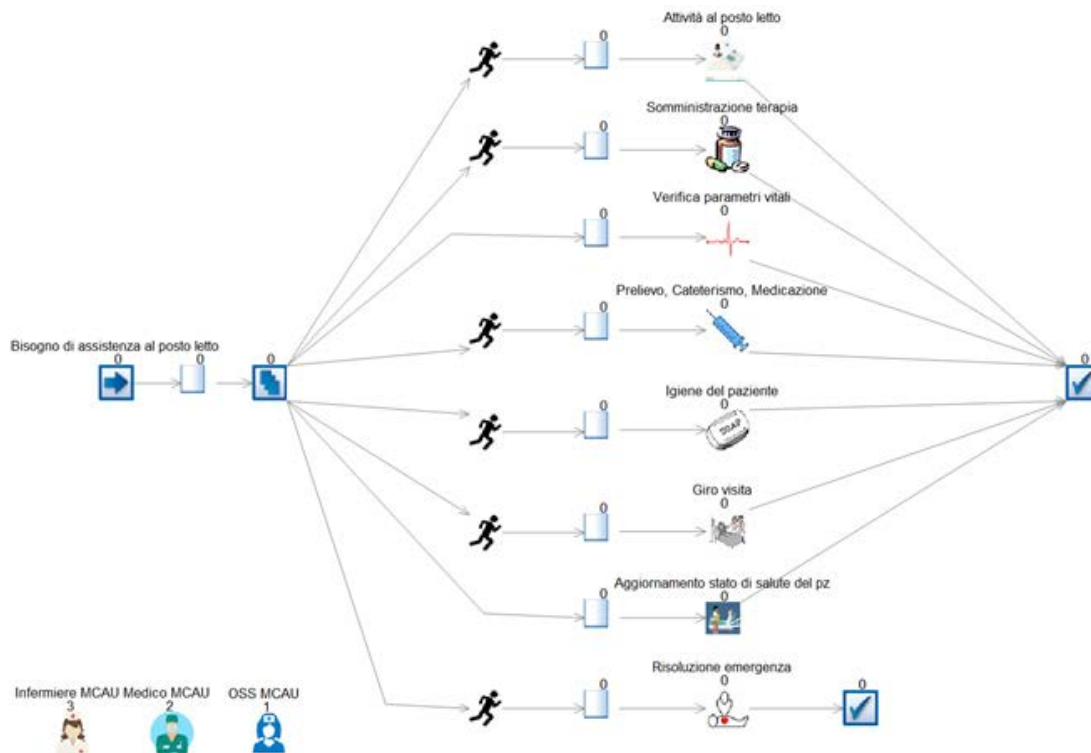 Attività al posto letto
0
0
Somministrazione terapia
0
0
Verifica parametri vitali
0
0
Prelievo, Cateterismo, Medicazione
0
0
Bisogno di assistenza al posto letto
0
0
0
0
Igiene del paziente
0
0
SOAP
Giro visita
0
0
Aggiornamento stato di salute del pz
0
0
Risoluzione emergenza
0
0
0
Infermiere MCAU Medico MCAU OSS MCAU
3 2 1